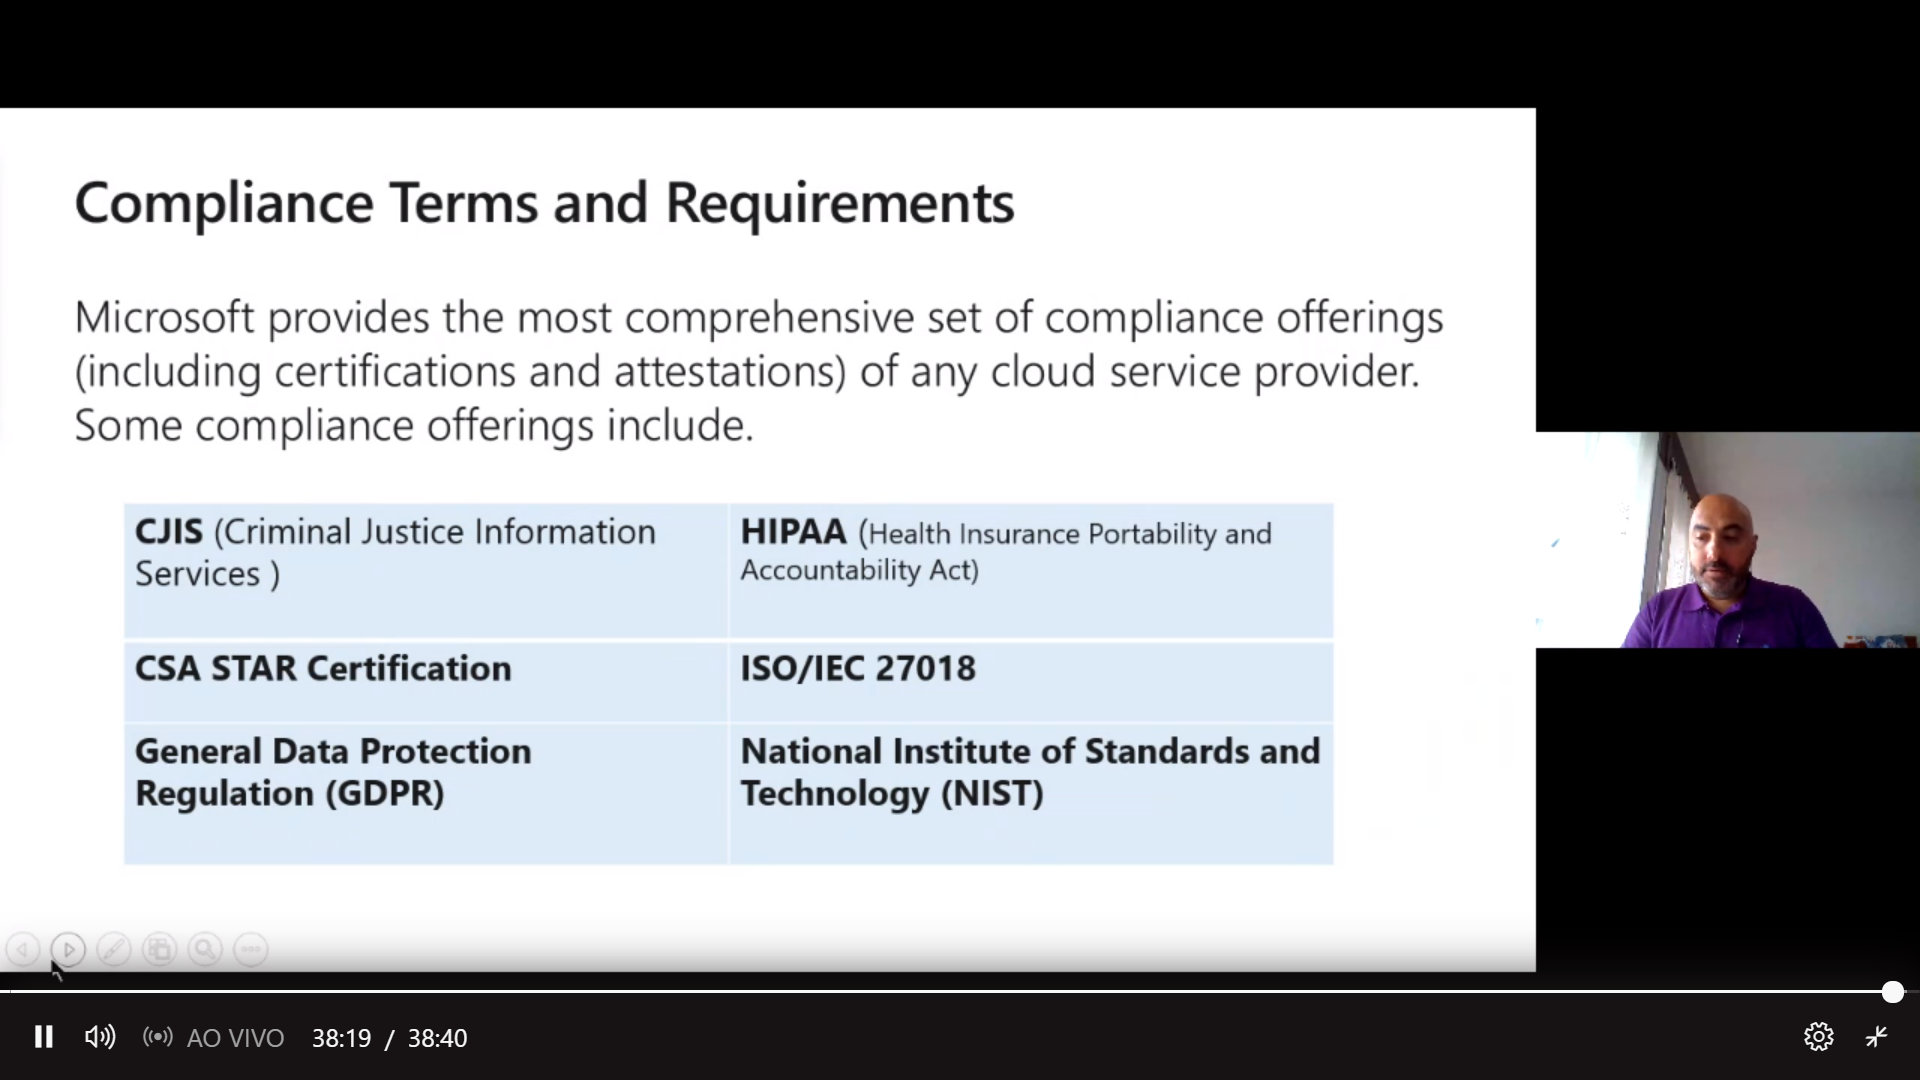 Compliance Terms and Requirements
Microsoft provides the most comprehensive set of compliance offerings
(including certifications and attestations) of any cloud service provider.
Some compliance offerings include.
CJIS (Criminal Justice Information
Services )
HIPAA (Health Insurance Portability and
Accountability Act)
CSA STAR Certification
ISO/IEC 27018
General Data Protection
Regulation (GDPR)
National Institute of Standards and
Technology (NIST)
AO VIVO 38:19 / 38:40